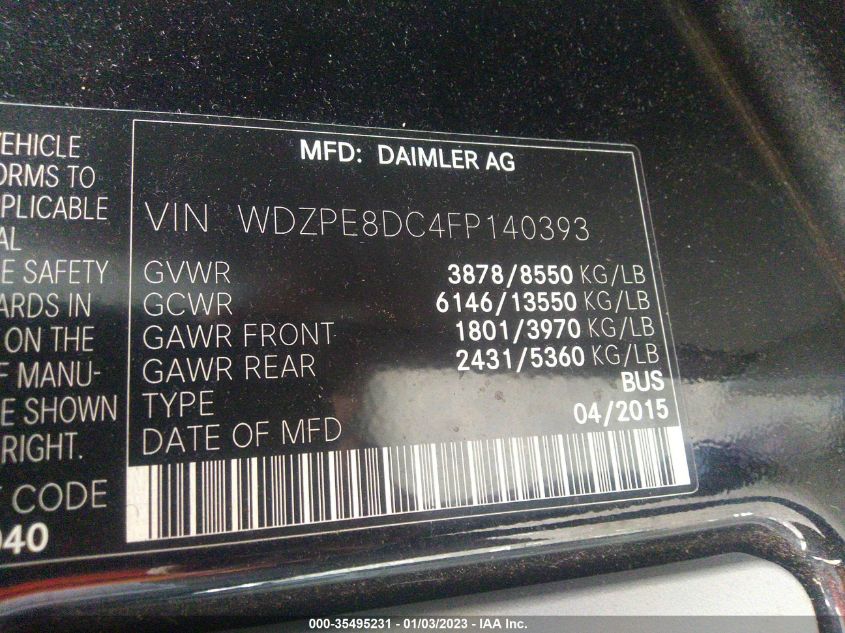 VEHICLE
ORMS TO
PLICABLE
AL
E SAFETY
ARDS IN
ON THE
F MANU-
E SHOWN
RIGHT.
T CODE
040
MFD: DAIMLER AG
VIN WDZPE8DC4FP140393
GVWR 3878/8550 KG/LB
GCWR 6146/13550 KG/LB
GAWR FRONT 1801/3970 KG/LB
GAWR REAR 2431/5360 KG/LB
TYPE BUS
DATE OF MFD 04/2015
000-35495231 - 01/03/2023 - IAA Inc.